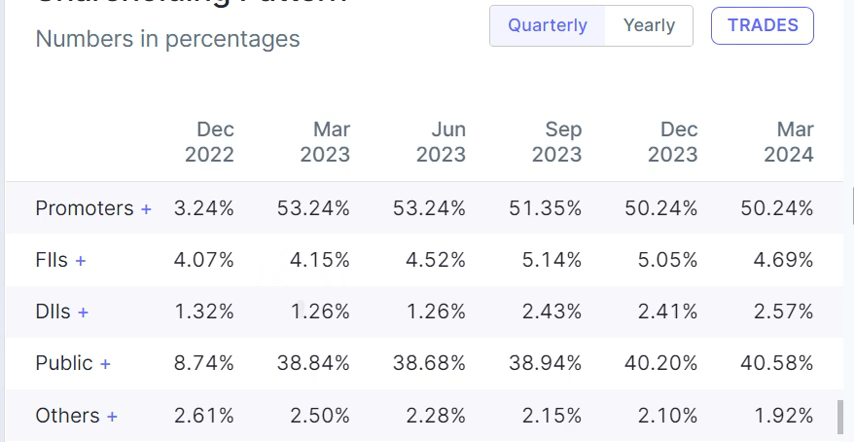 Shareholding Pattern
Numbers in percentages
Quarterly Yearly TRADES
Dec 2022 Mar 2023 Jun 2023 Sep 2023 Dec 2023 Mar 2024
Promoters + 3.24% 53.24% 53.24% 51.35% 50.24% 50.24%
FIIs + 4.07% 4.15% 4.52% 5.14% 5.05% 4.69%
DIIs + 1.32% 1.26% 1.26% 2.43% 2.41% 2.57%
Public + 8.74% 38.84% 38.68% 38.94% 40.20% 40.58%
Others + 2.61% 2.50% 2.28% 2.15% 2.10% 1.92%